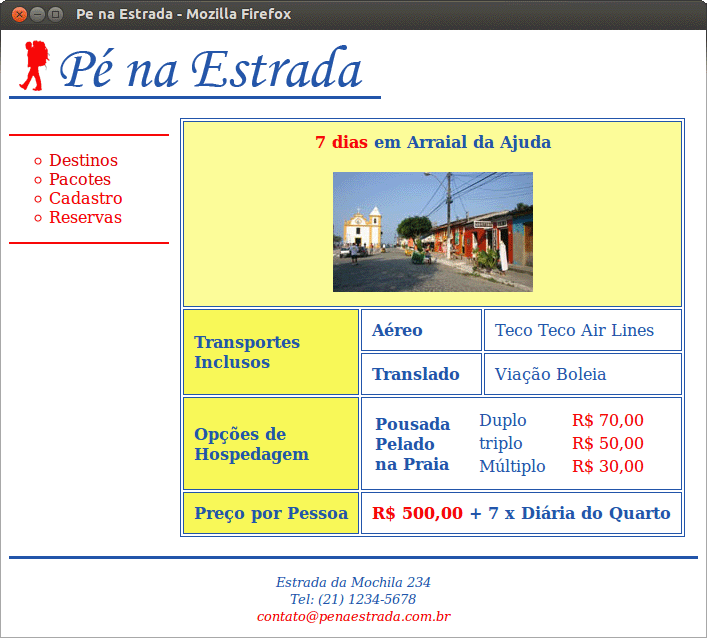 Pe na Estrada - Mozilla Firefox
Pé na Estrada
Destinos
Pacotes
Cadastro
Reservas
7 dias em Arraial da Ajuda
Transportes
Inclusos
Aéreo
Teco Teco Air Lines
Translado
Viação Boleia
Opções de
Hospedagem
Pousada
Pelado
na Praia
Duplo R$ 70,00
triplo R$ 50,00
Múltiplo R$ 30,00
Preço por Pessoa
R$ 500,00 + 7 x Diária do Quarto
Estrada da Mochila 234
Tel: (21) 1234-5678
contato@penaestrada.com.br